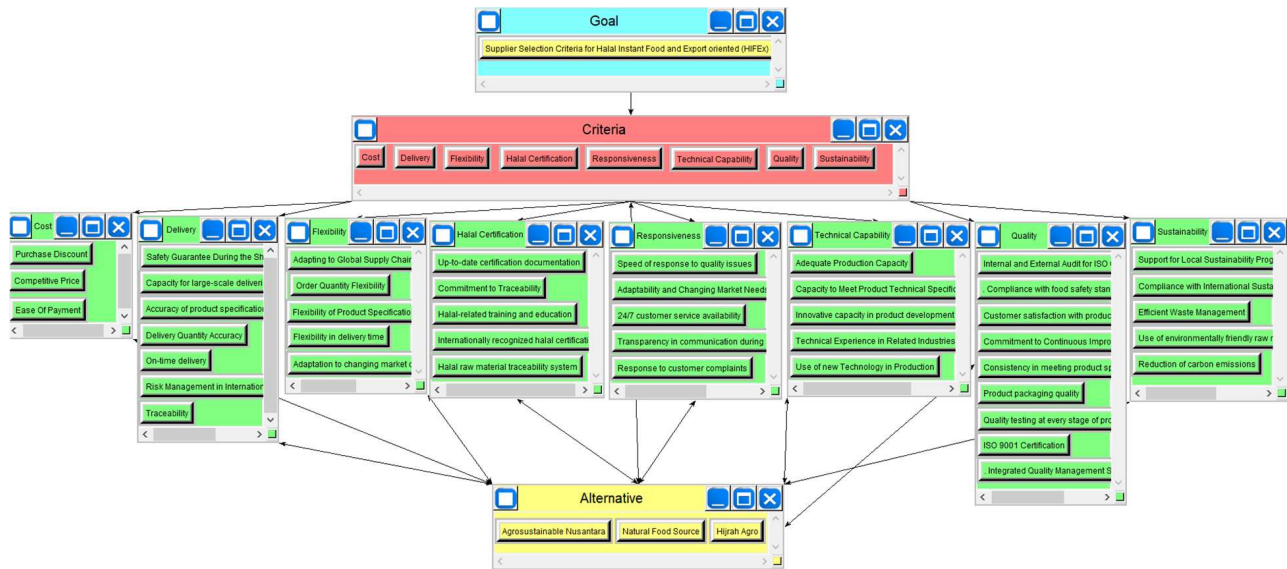 Goal
Supplier Selection Criteria for Halal Instant Food and Export oriented (HIFEx)
Criteria
Cost
Delivery
Flexibility
Halal Certification
Responsiveness
Technical Capability
Quality
Sustainability
Cost
Purchase Discount
Competitive Price
Ease Of Payment
Delivery
Safety Guarantee During the Sh
Capacity for large-scale deliveri
Accuracy of product specification
Delivery Quantity Accuracy
On-time delivery
Risk Management in Internation
Traceability
Flexibility
Adapting to Global Supply Chain
Order Quantity Flexibility
Flexibility of Product Specification
Flexibility in delivery time
Adaptation to changing market
Halal Certification
Up-to-date certification documentation
Commitment to Traceability
Halal-related training and education
Internationally recognized halal certificati
Halal raw material traceability system
Responsiveness
Speed of response to quality issues
Adaptability and Changing Market Needs
24/7 customer service availability
Transparency in communication during
Response to customer complaints
Technical Capability
Adequate Production Capacity
Capacity to Meet Product Technical Specific
Innovative capacity in product development
Technical Experience in Related Industries
Use of new Technology in Production
Quality
Internal and External Audit for ISO
. Compliance with food safety stan
Customer satisfaction with produc
Commitment to Continuous Impro
Consistency in meeting product sp
Product packaging quality
Quality testing at every stage of pro
ISO 9001 Certification
. Integrated Quality Management S
Sustainability
Support for Local Sustainability Prog
Compliance with International Susta
Efficient Waste Management
Use of environmentally friendly raw
Reduction of carbon emissions
Alternative
Agrosustainable Nusantara
Natural Food Source
Hijrah Agro